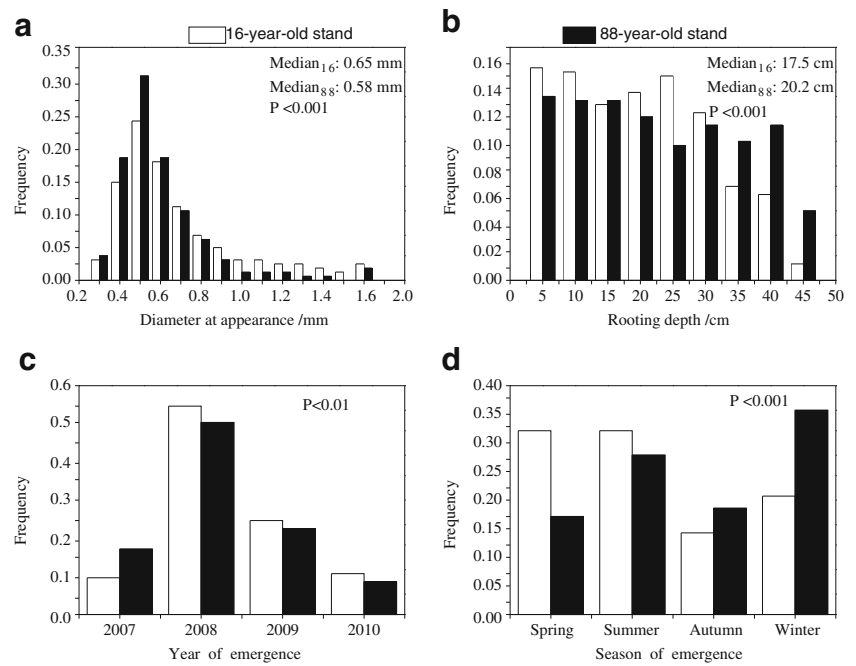 a
16-year-old stand
Median16: 0.65 mm
Median88: 0.58 mm
P <0.001
0.35
0.30
0.25
0.20
0.15
0.10
0.05
0.00
Frequency
0.2 0.4 0.6 0.8 1.0 1.2 1.4 1.6 2.0
Diameter at appearance /mm
b
88-year-old stand
Median16: 17.5 cm
Median88: 20.2 cm
P <0.001
0.16
0.14
0.12
0.10
0.08
0.06
0.04
0.02
0.00
Frequency
0 5 10 15 20 25 30 35 40 45 50
Rooting depth /cm
c
P<0.01
0.6
0.5
0.4
0.3
0.2
0.1
0.0
Frequency
2007 2008 2009 2010
Year of emergence
d
P <0.001
0.40
0.35
0.30
0.25
0.20
0.15
0.10
0.05
0.00
Frequency
Spring Summer Autumn Winter
Season of emergence